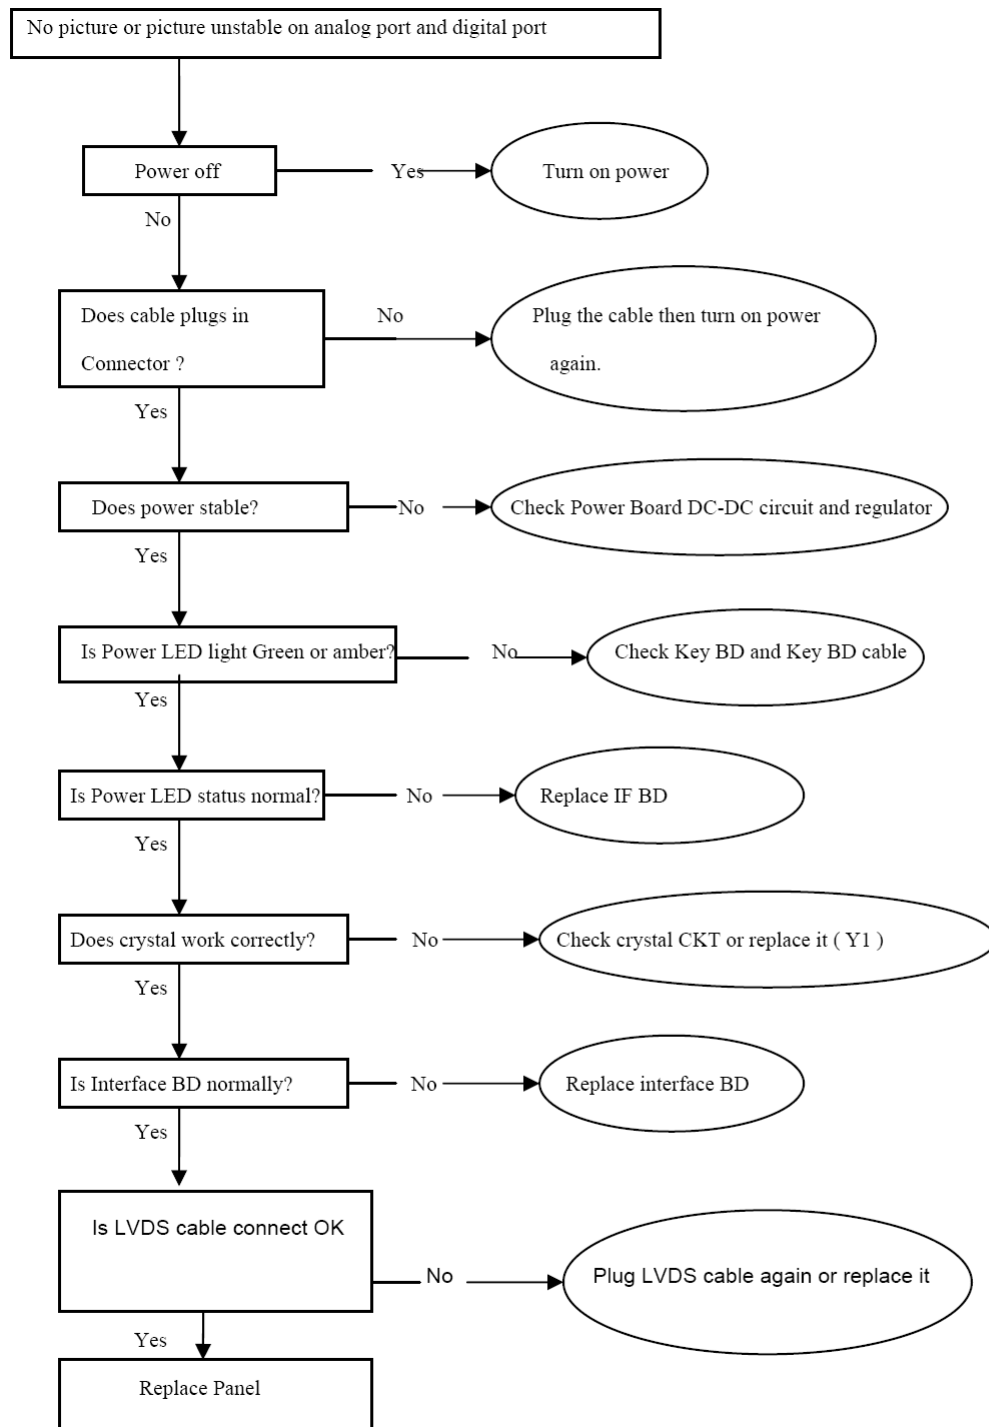 No picture or picture unstable on analog port and digital port
Power off
Yes
Turn on power
No
Does cable plugs in
Connector ?
No
Plug the cable then turn on power
again.
Yes
Does power stable?
No
Check Power Board DC-DC circuit and regulator
Yes
Is Power LED light Green or amber?
No
Check Key BD and Key BD cable
Yes
Is Power LED status normal?
No
Replace IF BD
Yes
Does crystal work correctly?
No
Check crystal CKT or replace it ( Y1 )
Yes
Is Interface BD normally?
No
Replace interface BD
Yes
Is LVDS cable connect OK
No
Plug LVDS cable again or replace it
Yes
Replace Panel